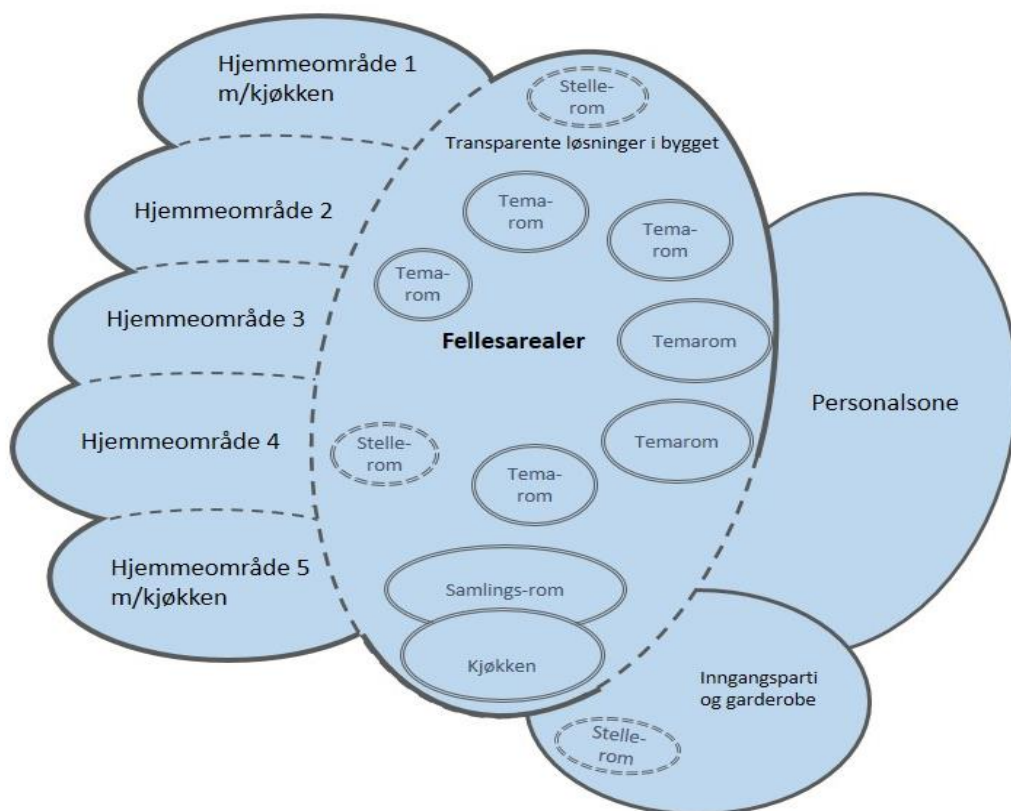 Hjemmeområde 1
m/kjøkken
Hjemmeområde 2
Hjemmeområde 3
Hjemmeområde 4
Hjemmeområde 5
m/kjøkken
Stelle-
rom
Transparente løsninger i bygget
Tema-
rom
Tema-
rom
Tema-
rom
Fellesarealer
Temarom
Temarom
Stelle-
rom
Tema-
rom
Samlings-rom
Kjøkken
Personalsone
Inngangsparti
og garderobe
Stelle-
rom